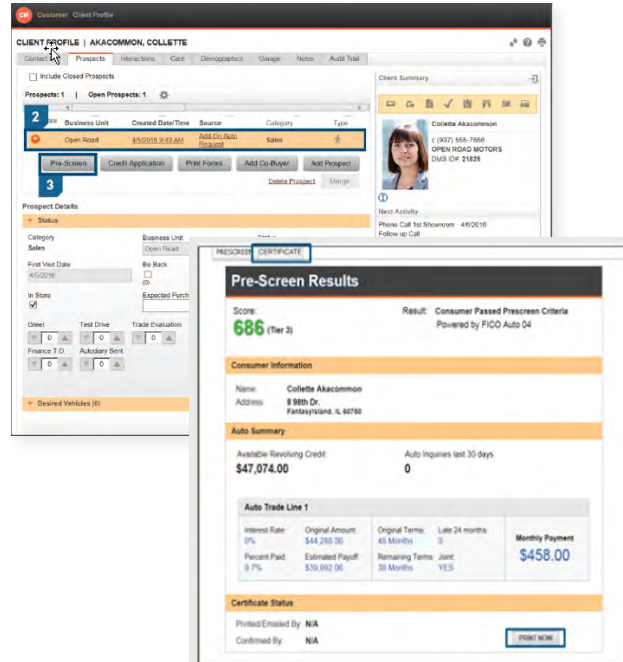 CR Customer Client Profile
CLIENT PROFILE | AKACOMMON, COLLETTE
Prospects Interactions Care Demographics Garage Notes Audit Trail
Include Closed Prospects
Prospects: 1 | Open Prospects: 1
2 Business Unit Created Date/Time Source Category Type
Open Road 4/5/2016 9:40 AM Add On Auto Request Sales
Pre-Screen Credit Application Print Forms Add Co-Buyer Add Prospect
3
Delete Prospect Merge
Client Summary
Collette Akacommon
c (937) 555-7666
OPEN ROAD MOTORS
DMS ID#: 21826
Next Activity
Phone Call 1st Showroom 4/6/2016
Follow up Call
Prospect Details
Status
Category Business Unit Status
Sales Open Road
First Visit Date Be Back
4/5/2016 (0)
In Store Expected Purch
Greet Test Drive Trade Evaluation
0 0 0
Finance T.O. Autodiary Sent
0 0
Desired Vehicles (0)
PRESCREEN CERTIFICATE
Pre-Screen Results
Score: Result: Consumer Passed Prescreen Criteria
686 (Tier 3) Powered by FICO Auto 04
Consumer Information
Name: Collette Akacommon
Address: 8 98th Dr.
Fantasyisland, IL 60750
Auto Summary
Available Revolving Credit Auto Inquiries last 30 days
$47,074.00 0
Auto Trade Line 1
Interest Rate: Original Amount: Original Terms: Late 24 months: Monthly Payment
0% $44,288.00 48 Months 0 $458.00
Percent Paid: Estimated Payoff: Remaining Terms: Joint:
9.7% $39,992.06 38 Months YES
Certificate Status
Printed/Emailed By: N/A
Confirmed By: N/A
PRINT NOW